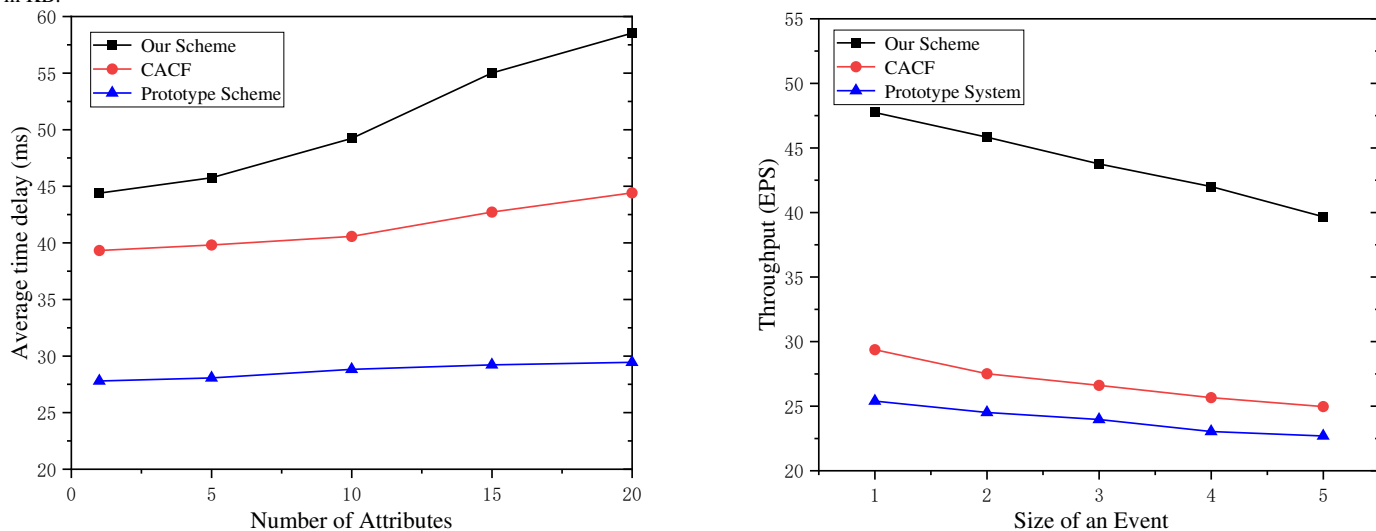 in KB.
60
55
50
45
40
35
30
25
20
Average time delay (ms)
Our Scheme
CACF
Prototype Scheme
0 5 10 15 20
Number of Attributes
55
50
45
40
35
30
25
20
Throughput (EPS)
Our Scheme
CACF
Prototype System
1 2 3 4 5
Size of an Event